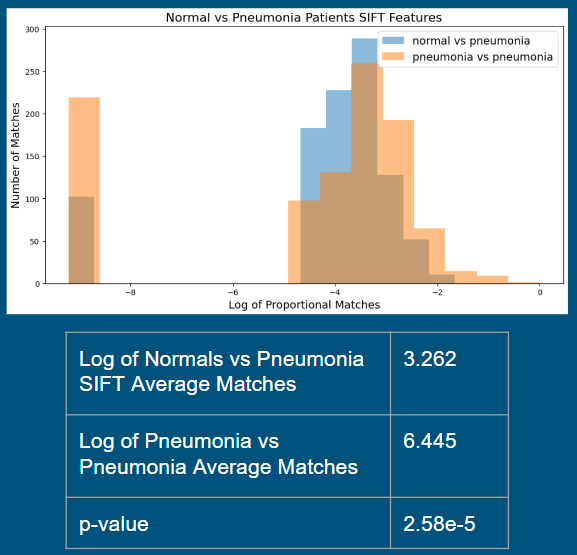 Normal vs Pneumonia Patients SIFT Features
normal vs pneumonia
pneumonia vs pneumonia
Number of Matches
300
250
200
150
100
50
0
−8
−6
−4
−2
0
Log of Proportional Matches
Log of Normals vs Pneumonia
SIFT Average Matches
3.262
Log of Pneumonia vs
Pneumonia Average Matches
6.445
p-value
2.58e-5